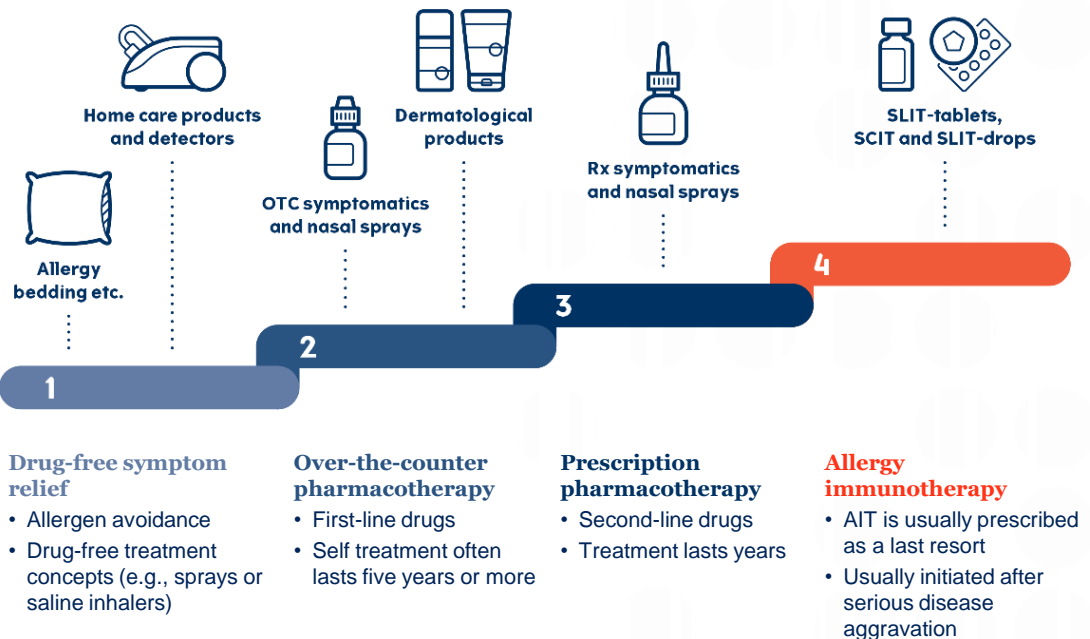 Home care products
and detectors
Dermatological
products
SLIT-tablets,
SCIT and SLIT-drops
Rx symptomatics
and nasal sprays
OTC symptomatics
and nasal sprays
Allergy
bedding etc.
1
2
3
4
Drug-free symptom
relief
• Allergen avoidance
• Drug-free treatment
concepts (e.g., sprays or
saline inhalers)
Over-the-counter
pharmacotherapy
• First-line drugs
• Self treatment often
lasts five years or more
Prescription
pharmacotherapy
• Second-line drugs
• Treatment lasts years
Allergy
immunotherapy
• AIT is usually prescribed
as a last resort
• Usually initiated after
serious disease
aggravation